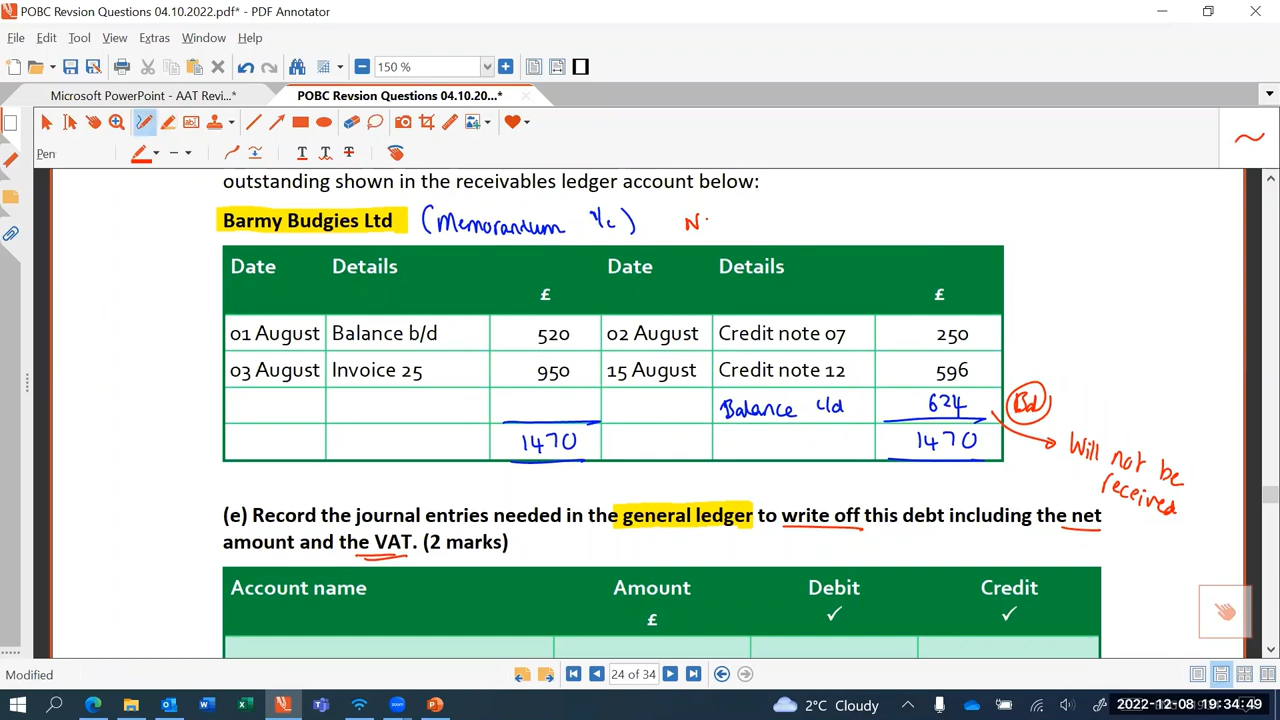 POBC Revsion Questions 04.10.2022.pdf* - PDF Annotator
File Edit Tool View Extras Window Help
150 %
Microsoft PowerPoint - AAT Revi...*
POBC Revsion Questions 04.10.20...*
Pen
outstanding shown in the receivables ledger account below:
Barmy Budgies Ltd (Memorandum a/c) N
Date Details £ Date Details £
01 August Balance b/d 520 02 August Credit note 07 250
03 August Invoice 25 950 15 August Credit note 12 596
Balance c/d 624
1470 1470
Will not be
received
(e) Record the journal entries needed in the general ledger to write off this debt including the net
amount and the VAT. (2 marks)
Account name Amount Debit Credit
£ ✓ ✓
Modified
24 of 34
2°C Cloudy
2022-12-08 19:34:49